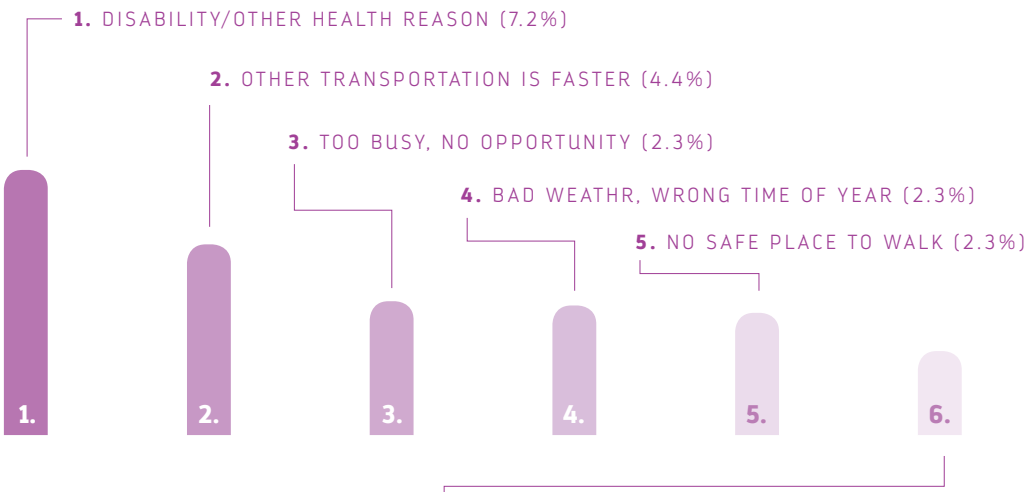 1. DISABILITY/OTHER HEALTH REASON (7.2%)
2. OTHER TRANSPORTATION IS FASTER (4.4%)
3. TOO BUSY, NO OPPORTUNITY (2.3%)
4. BAD WEATHR, WRONG TIME OF YEAR (2.3%)
5. NO SAFE PLACE TO WALK (2.3%)
1.
2.
3.
4.
5.
6.